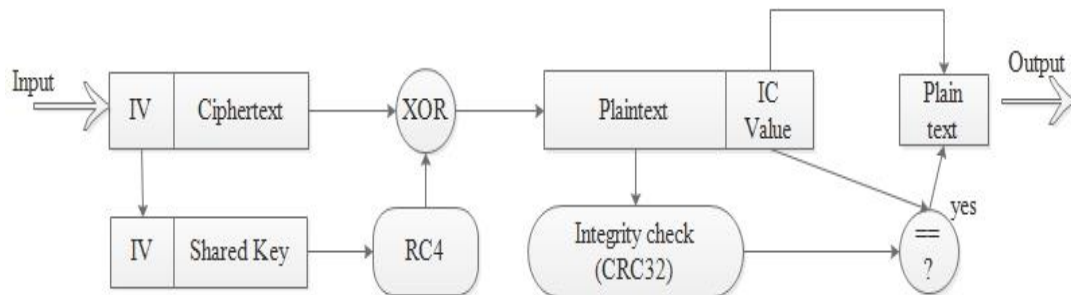 Input
IV
Ciphertext
XOR
Plaintext
IC
Value
Plain
text
Output
IV
Shared Key
RC4
Integrity check
(CRC32)
==
?
yes